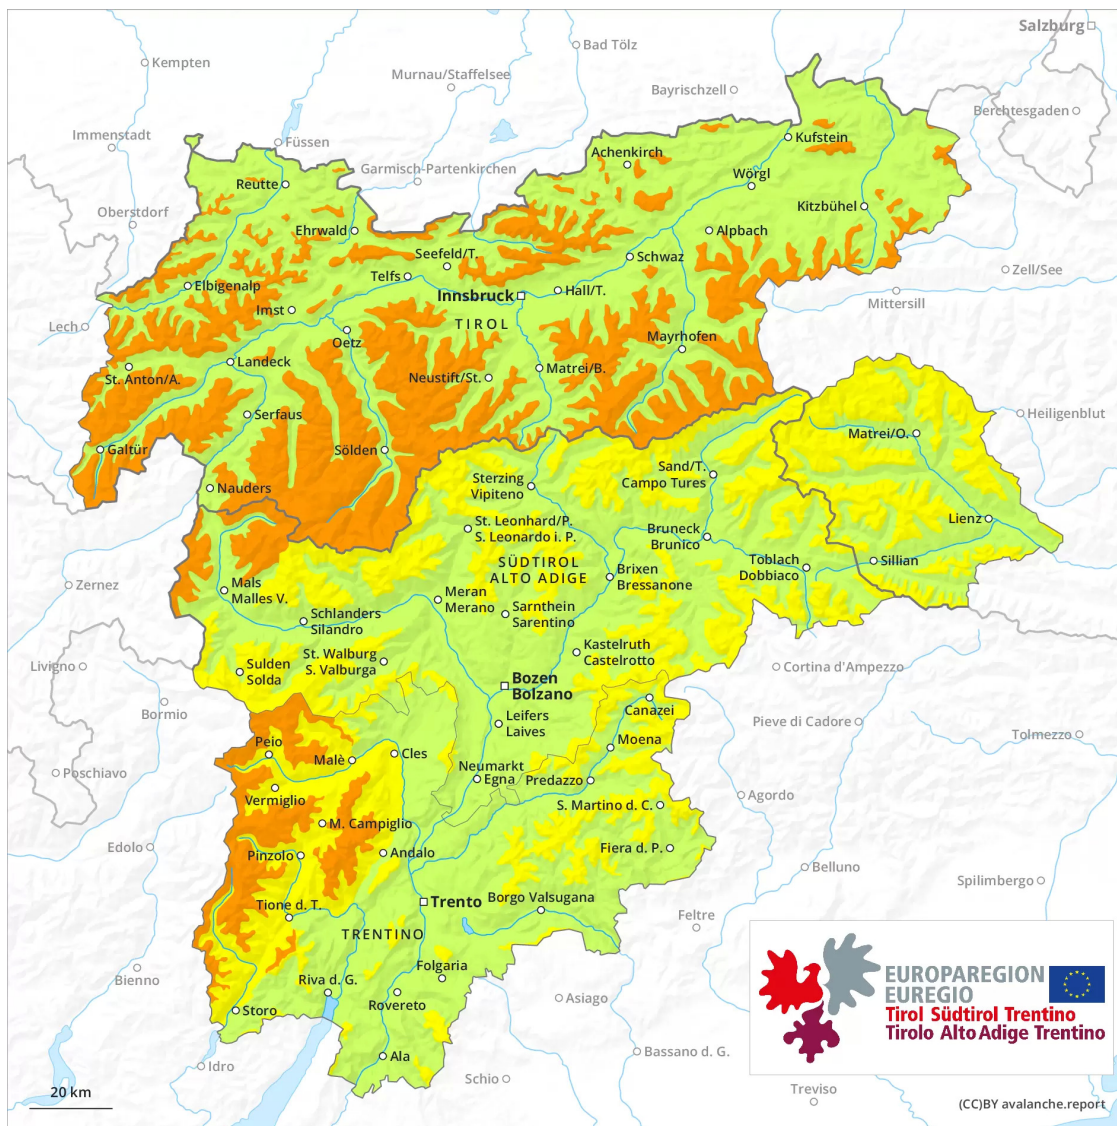 Salzburg
Bad Tölz
Kempten
Murnau/Staffelsee
Bayrischzell
Berchtesgaden
Immenstadt
Füssen
Kufstein
Achenkirch
Garmisch-Partenkirchen
Wörgl
Reutte
Kitzbühel
Oberstdorf
Ehrwald
Alpbach
Seefeld/T.
Schwaz
Zell/See
Telfs
Elbigenalp
Hall/T.
Innsbruck
Mittersill
Imst
TIROL
Lech
Oetz
Mayrhofen
Landeck
Matrei/B.
St. Anton/A.
Neustift/St.
Serfaus
Heiligenblut
Matrei/O.
Galtür
Sölden
Sand/T.
Campo Tures
Sterzing
Vipiteno
Nauders
Lienz
St. Leonhard/P.
S. Leonardo i. P.
Bruneck
Brunico
SÜDTIROL
ALTO ADIGE
Toblach
Dobbiaco
Sillian
Brixen
Bressanone
Zernez
Mals
Malles V.
Meran
Merano
Sarnthein
Sarentino
Schlanders
Silandro
Kastelruth
Castelrotto
St. Walburg
S. Valburga
Livigno
Sulden
Solda
Cortina d'Ampezzo
Bozen
Bolzano
Bormio
Canazei
Leifers
Laives
Pieve di Cadore
Tolmezzo
Moena
Peio
Cles
Malè
Poschiavo
Neumarkt
Egna
Predazzo
Vermiglio
Agordo
S. Martino d. C.
M. Campiglio
Edolo
Fiera d. P.
Pinzolo
Andalo
Belluno
Spilimbergo
Borgo Valsugana
Trento
Tione d. T.
Feltre
TRENTINO
Folgaria
Bienno
Riva d. G.
EUROPAREGION
EUREGIO
Tirol Südtirol Trentino
Tirolo Alto Adige Trentino
Asiago
Rovereto
Storo
Bassano d. G.
Ala
Idro
Schio
Treviso
20 km
(CC)BY avalanche.report